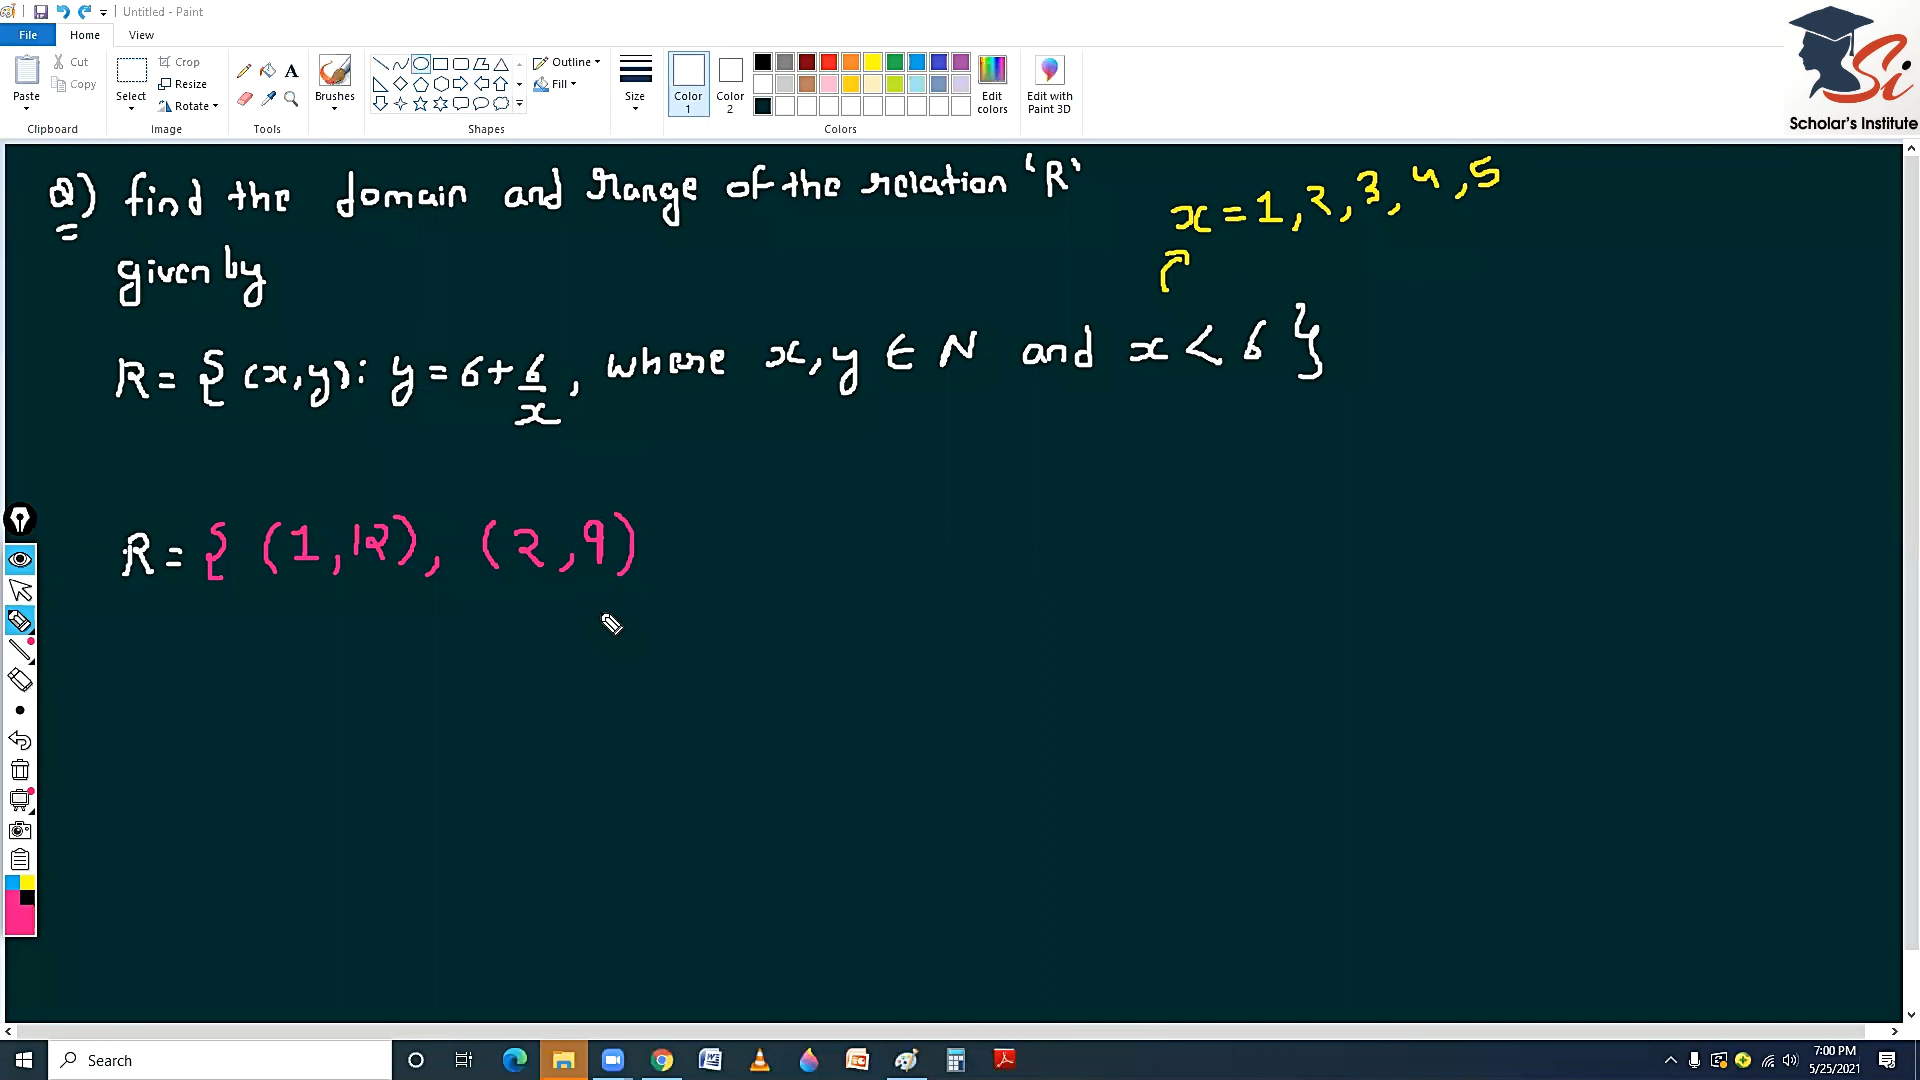 Untitled - Paint
File Home View
Paste Cut Copy Clipboard
Select Crop Resize Rotate Image
A Tools
Brushes
Shapes Outline Fill
Size
Color 1 Color 2 Colors
Edit colors
Edit with Paint 3D
Si
Scholar's Institute
Q) find the domain and range of the relation 'R'
x = 1, 2, 3, 4, 5
given by
R = { (x,y): y = 6 + 6/x, where x, y ∈ N and x < 6 }
R = { (1, 12), (2, 9)
Search
7:00 PM
5/25/2021